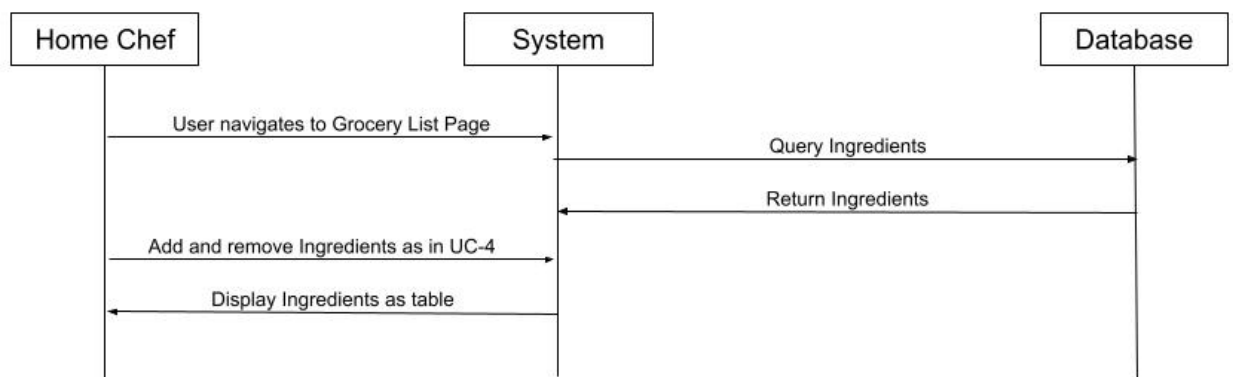 Home Chef
System
Database
User navigates to Grocery List Page
Query Ingredients
Return Ingredients
Add and remove Ingredients as in UC-4
Display Ingredients as table